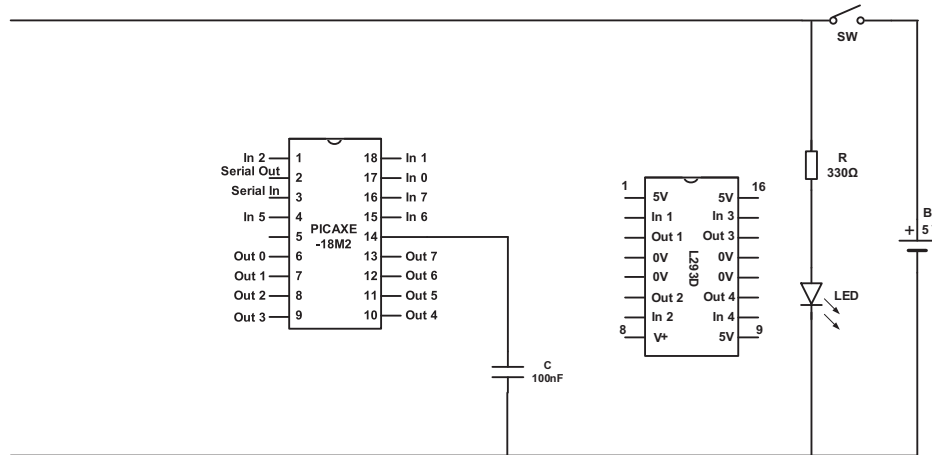 SW
In 2
1
18
In 1
Serial Out
2
17
In 0
Serial In
3
16
In 7
In 5
4
15
In 6
5
PICAXE
-18M2
14
Out 0
6
13
Out 7
Out 1
7
12
Out 6
Out 2
8
11
Out 5
Out 3
9
10
Out 4
C
100nF
1
16
5V
5V
In 1
In 3
Out 1
Out 3
0V
0V
L293D
0V
0V
Out 2
Out 4
In 2
In 4
8
V+
5V
9
R
330Ω
LED
B
+
5